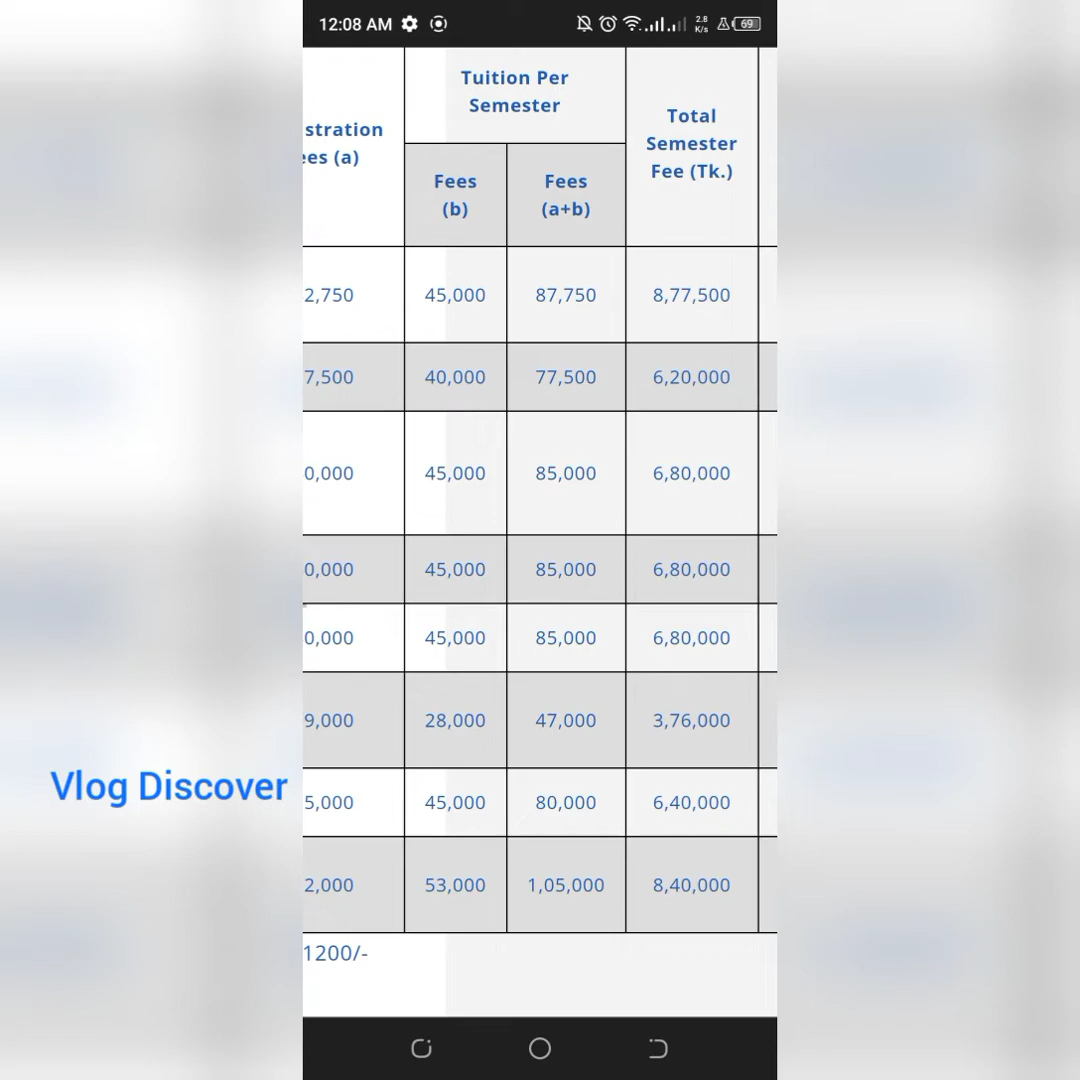 12:08 AM 2.8 K/s 69
Tuition Per
Semester
stration
ees (a)
Total
Semester
Fee (Tk.)
Fees
(b)
Fees
(a+b)
2,750 45,000 87,750 8,77,500
7,500 40,000 77,500 6,20,000
0,000 45,000 85,000 6,80,000
0,000 45,000 85,000 6,80,000
0,000 45,000 85,000 6,80,000
9,000 28,000 47,000 3,76,000
Vlog Discover
5,000 45,000 80,000 6,40,000
2,000 53,000 1,05,000 8,40,000
1200/-